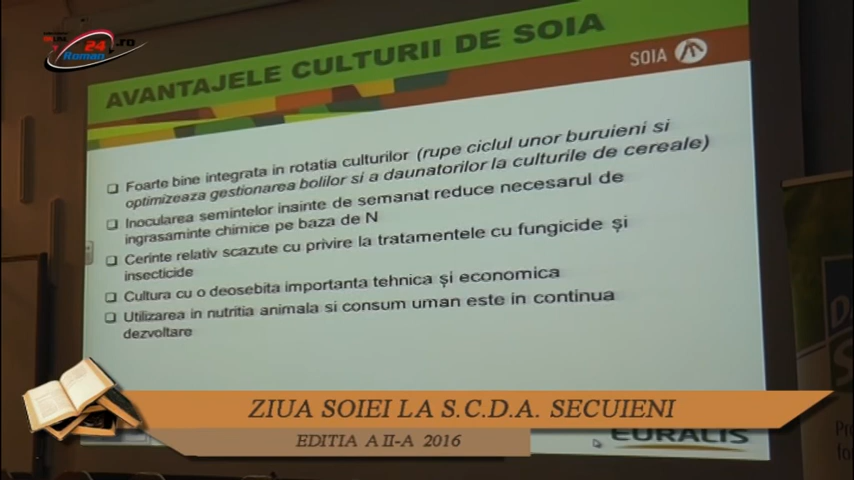 24.ro
Roman
AVANTAJELE CULTURII DE SOIA
SOIA
❑ Foarte bine integrata in rotatia culturilor (rupe ciclul unor buruieni si
optimizeaza gestionarea bolilor si a daunatorilor la culturile de cereale)
❑ Inocularea semintelor inainte de semanat reduce necesarul de
ingrasaminte chimice pe baza de N
❑ Cerinte relativ scazute cu privire la tratamentele cu fungicide și
insecticide
❑ Cultura cu o deosebita importanta tehnica și economica
❑ Utilizarea in nutritia animala si consum uman este in continua
dezvoltare
ZIUA SOIEI LA S.C.D.A. SECUIENI
EDITIA A II-A 2016
EURALIS